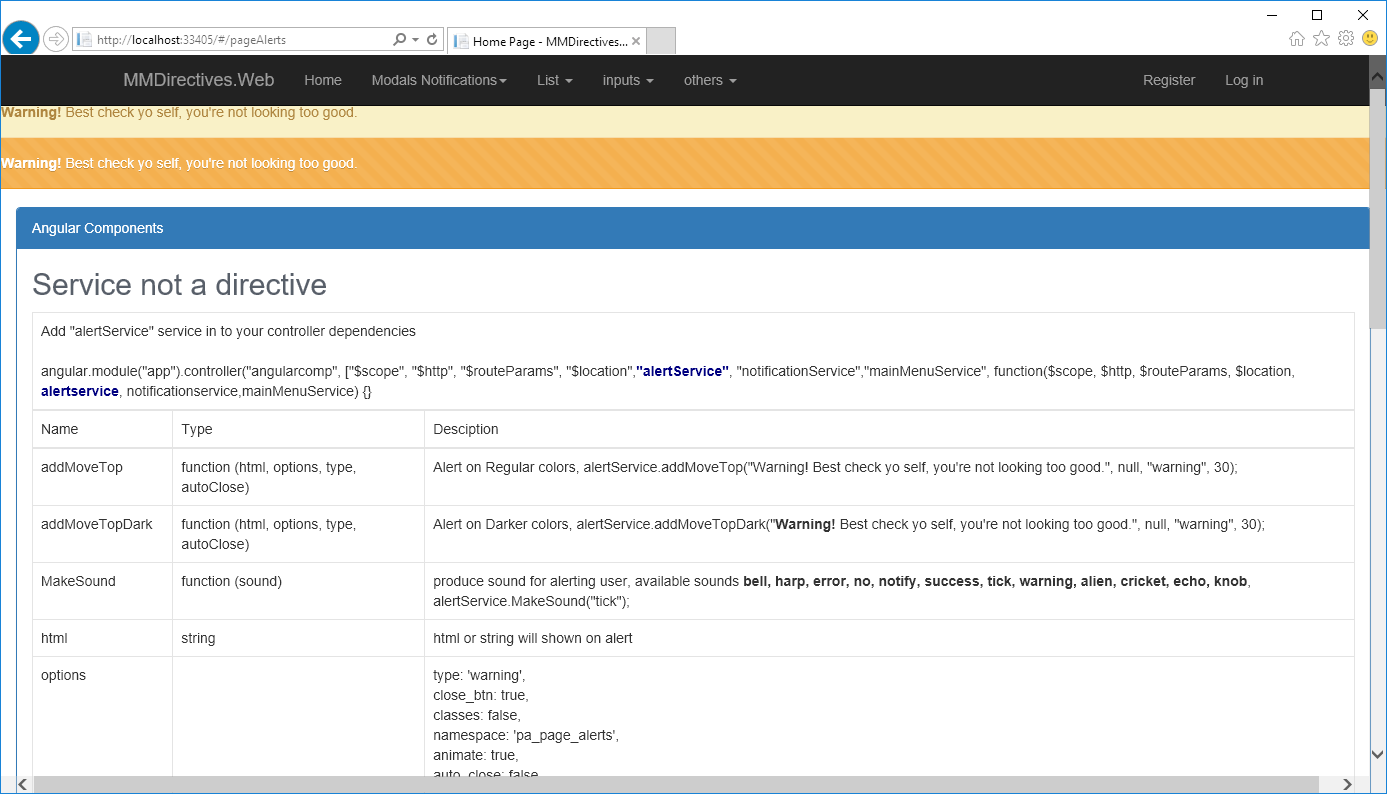 http://localhost:33405/#/pageAlerts
Home Page - MMDirectives...
MMDirectives.Web Home Modals Notifications List inputs others Register Log in
Warning! Best check yo self, you're not looking too good.
Warning! Best check yo self, you're not looking too good.
Angular Components
Service not a directive
Add "alertService" service in to your controller dependencies
angular.module("app").controller("angularcomp", ["$scope", "$http", "$routeParams", "$location","alertService", "notificationService","mainMenuService", function($scope, $http, $routeParams, $location,
alertservice, notificationservice,mainMenuService) {}
Name Type Desciption
addMoveTop function (html, options, type, Alert on Regular colors, alertService.addMoveTop("Warning! Best check yo self, you're not looking too good.", null, "warning", 30);
autoClose)
addMoveTopDark function (html, options, type, Alert on Darker colors, alertService.addMoveTopDark("Warning! Best check yo self, you're not looking too good.", null, "warning", 30);
autoClose)
MakeSound function (sound) produce sound for alerting user, available sounds bell, harp, error, no, notify, success, tick, warning, alien, cricket, echo, knob,
alertService.MakeSound("tick");
html string html or string will shown on alert
options type: 'warning',
close_btn: true,
classes: false,
namespace: 'pa_page_alerts',
animate: true,
auto_close: false